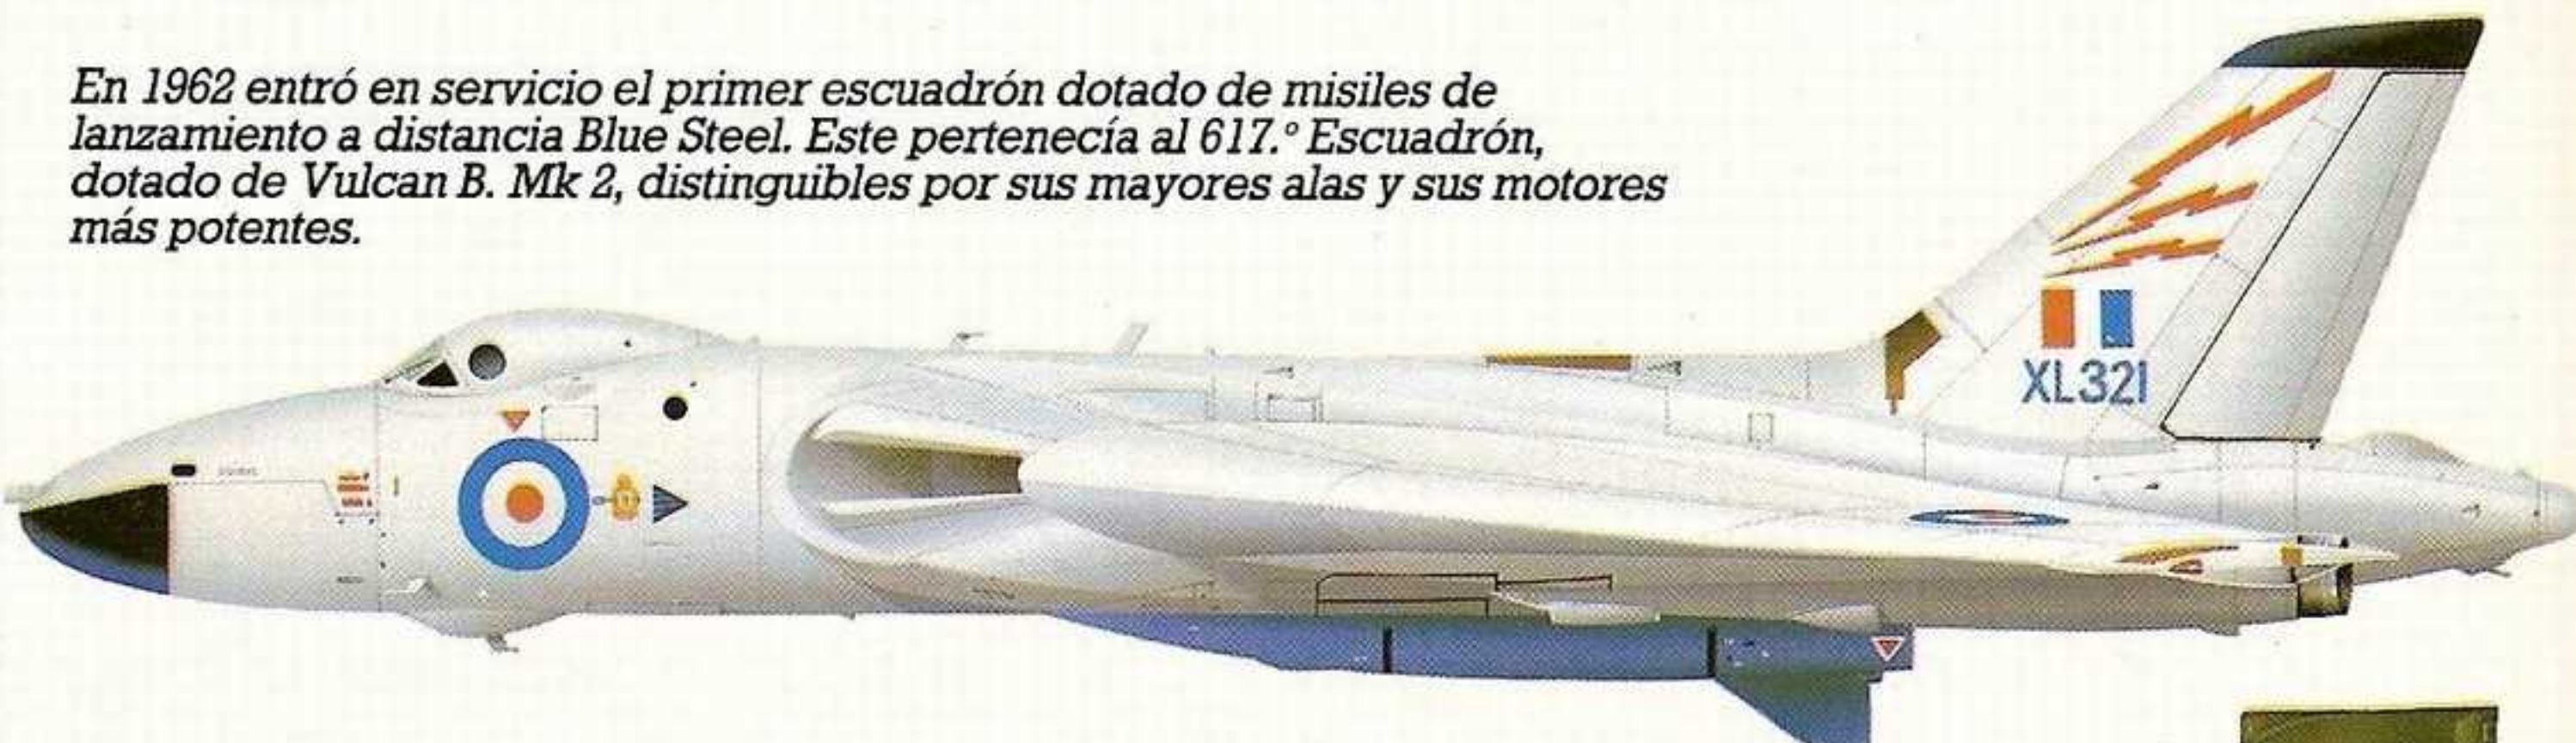 En 1962 entró en servicio el primer escuadrón dotado de misiles de
lanzamiento a distancia Blue Steel. Este pertenecía al 617.º Escuadrón,
dotado de Vulcan B. Mk 2, distinguibles por sus mayores alas y sus motores
más potentes.
XL321